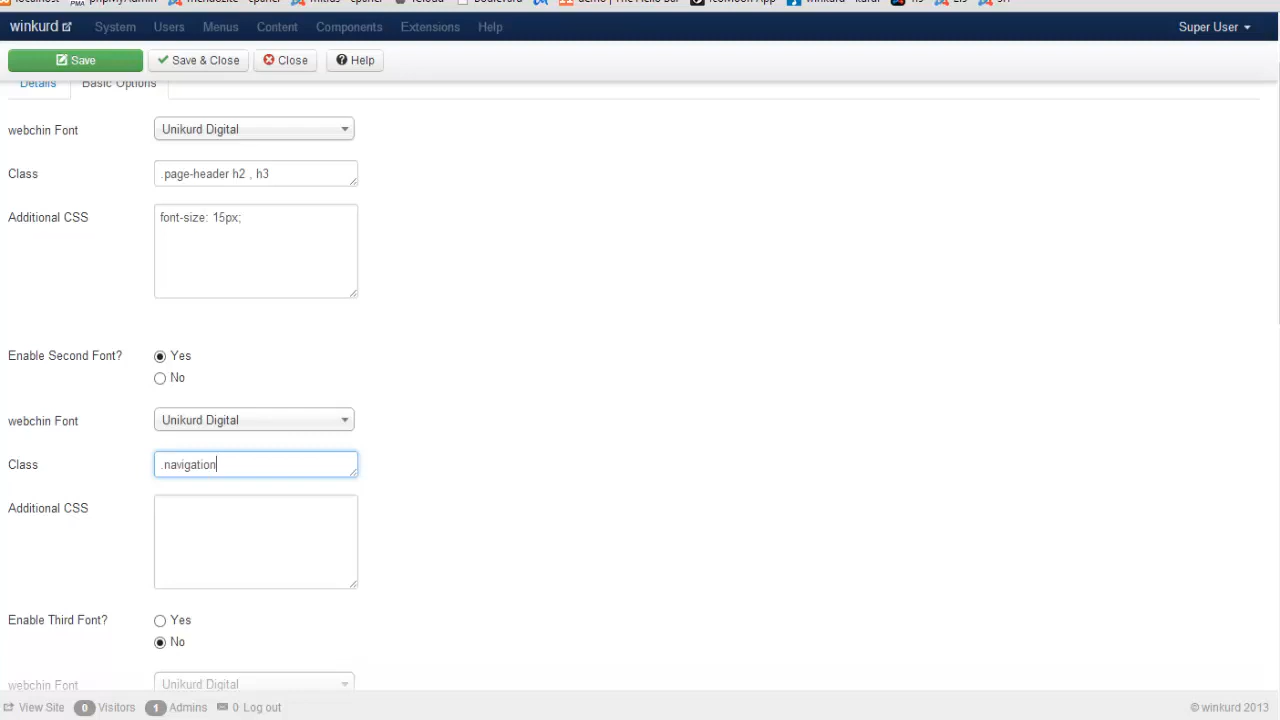 winkurd System Users Menus Content Components Extensions Help Super User
Save Save & Close Close Help
Details Basic Options
webchin Font Unikurd Digital
Class .page-header h2 , h3
Additional CSS font-size: 15px;
Enable Second Font? Yes
No
webchin Font Unikurd Digital
Class .navigation
Additional CSS
Enable Third Font? Yes
No
webchin Font Unikurd Digital
View Site 0 Visitors 1 Admins 0 Log out © winkurd 2013